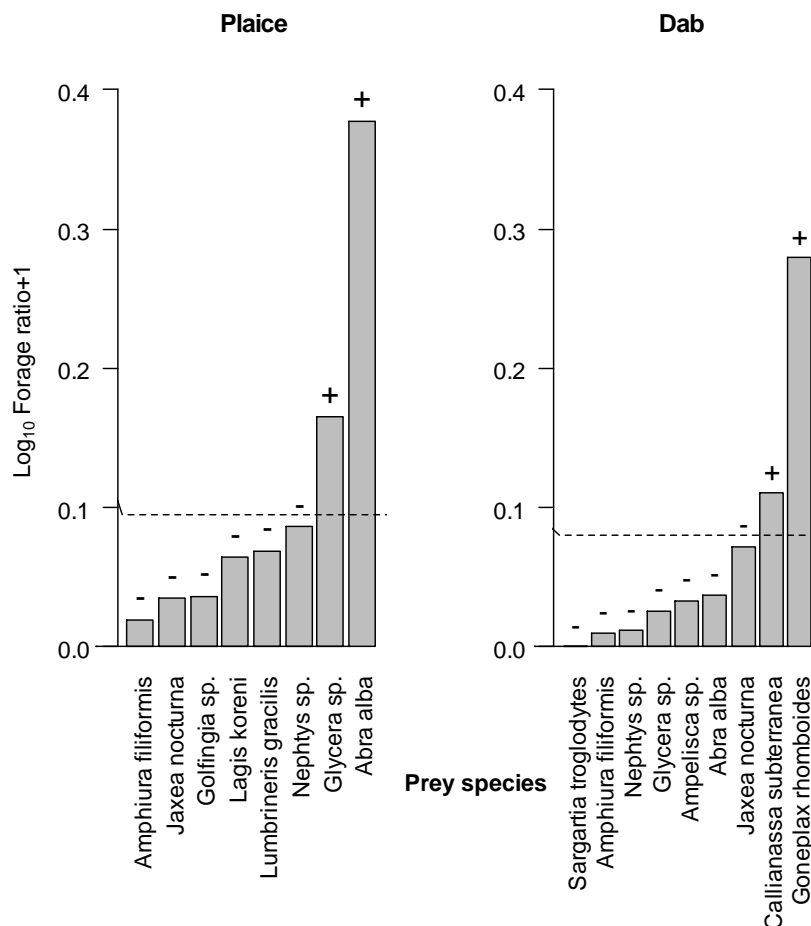 Plaice
Dab
Log₁₀ Forage ratio+1
0.4
0.3
0.2
0.1
0.0
-
-
-
-
-
-
+
+
Amphiura filiformis
Jaxea nocturna
Golfingia sp.
Lagis koreni
Lumbrineris gracilis
Nephtys sp.
Glycera sp.
Abra alba
0.4
0.3
0.2
0.1
0.0
-
-
-
-
-
-
-
+
+
Sargartia troglodytes
Amphiura filiformis
Nephtys sp.
Glycera sp.
Ampelisca sp.
Abra alba
Jaxea nocturna
Callianassa subterranea
Goneplax rhomboides
Prey species